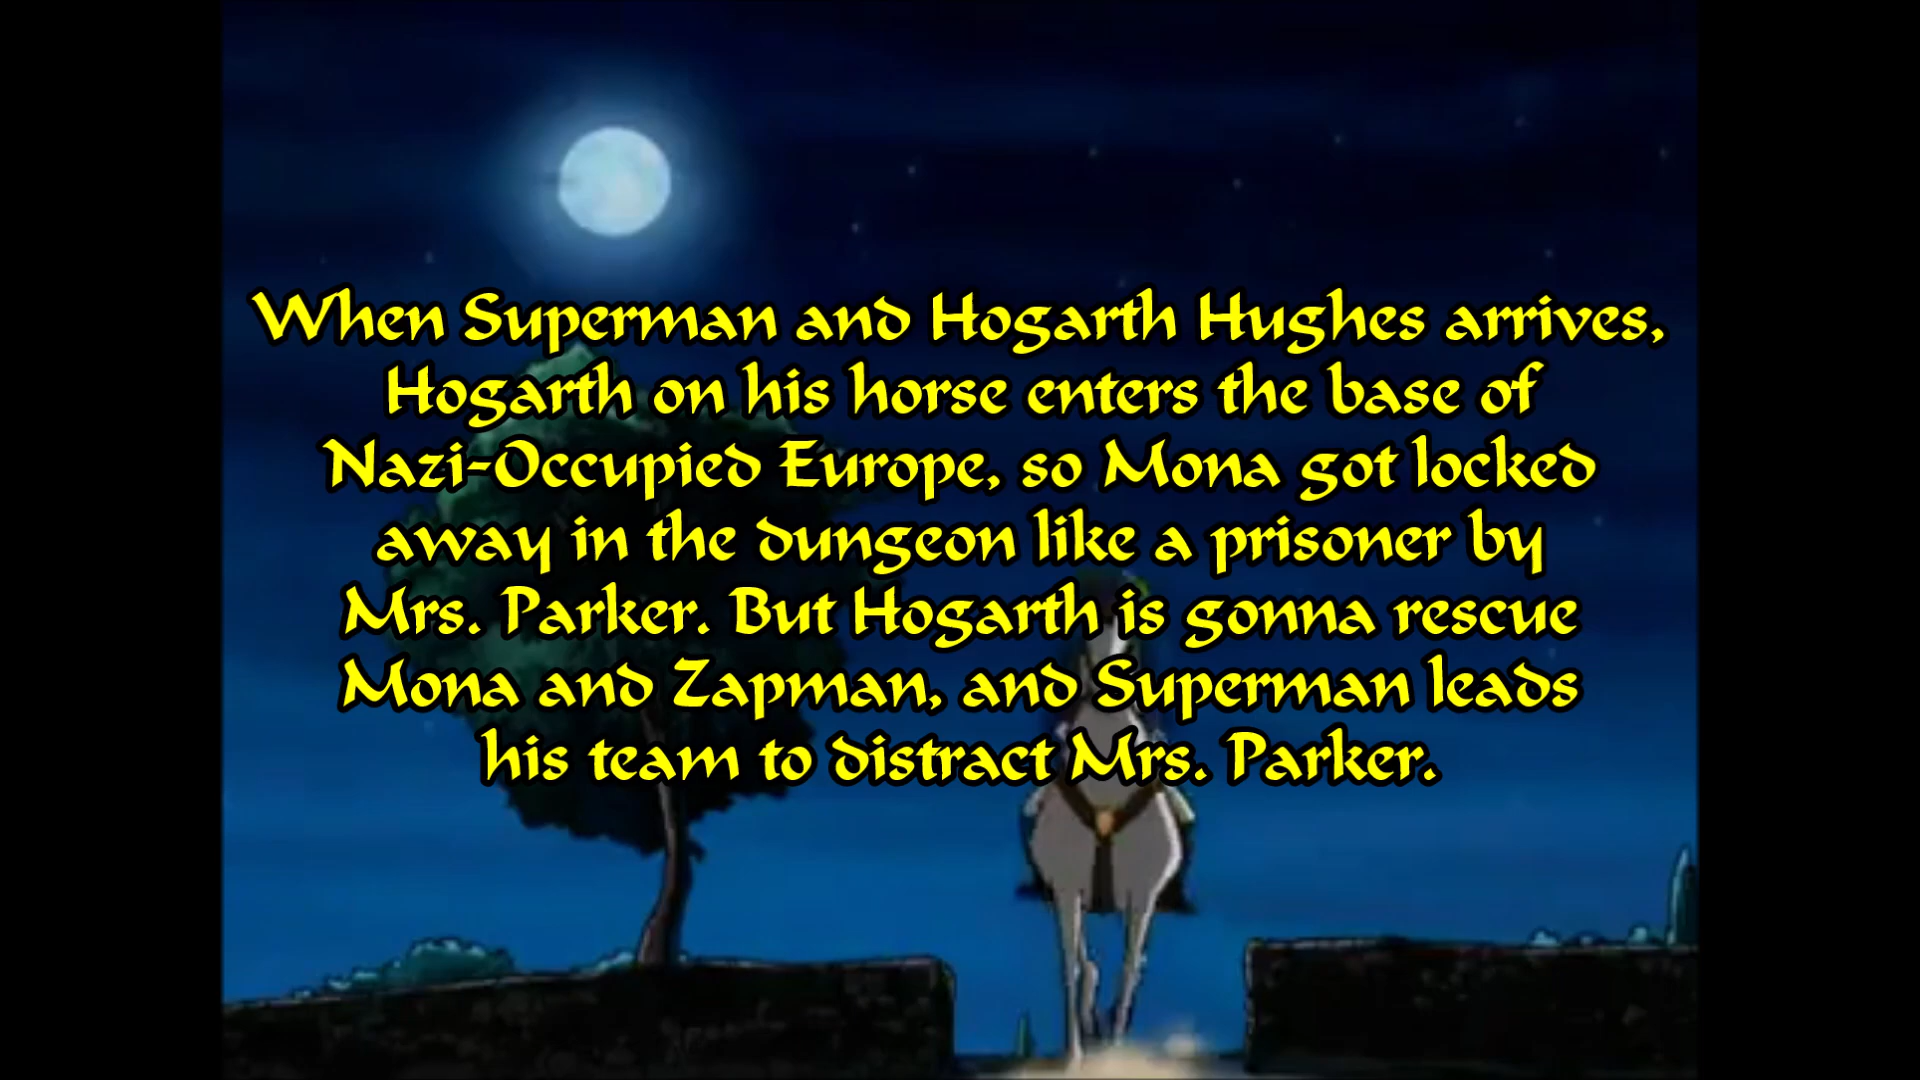 When Superman and Hogarth Hughes arrives,
Hogarth on his horse enters the base of
Nazi-Occupied Europe, so Mona got locked
away in the dungeon like a prisoner by
Mrs. Parker. But Hogarth is gonna rescue
Mona and Zapman, and Superman leads
his team to distract Mrs. Parker.